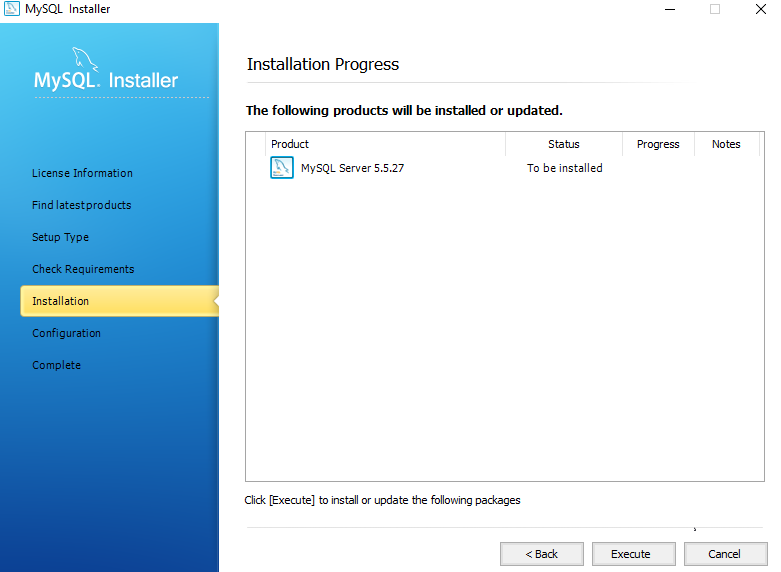 MySQL Installer
MySQL. Installer
License Information
Find latest products
Setup Type
Check Requirements
Installation
Configuration
Complete
Installation Progress
The following products will be installed or updated.
Product Status Progress Notes
MySQL Server 5.5.27 To be installed
Click [Execute] to install or update the following packages
< Back Execute Cancel